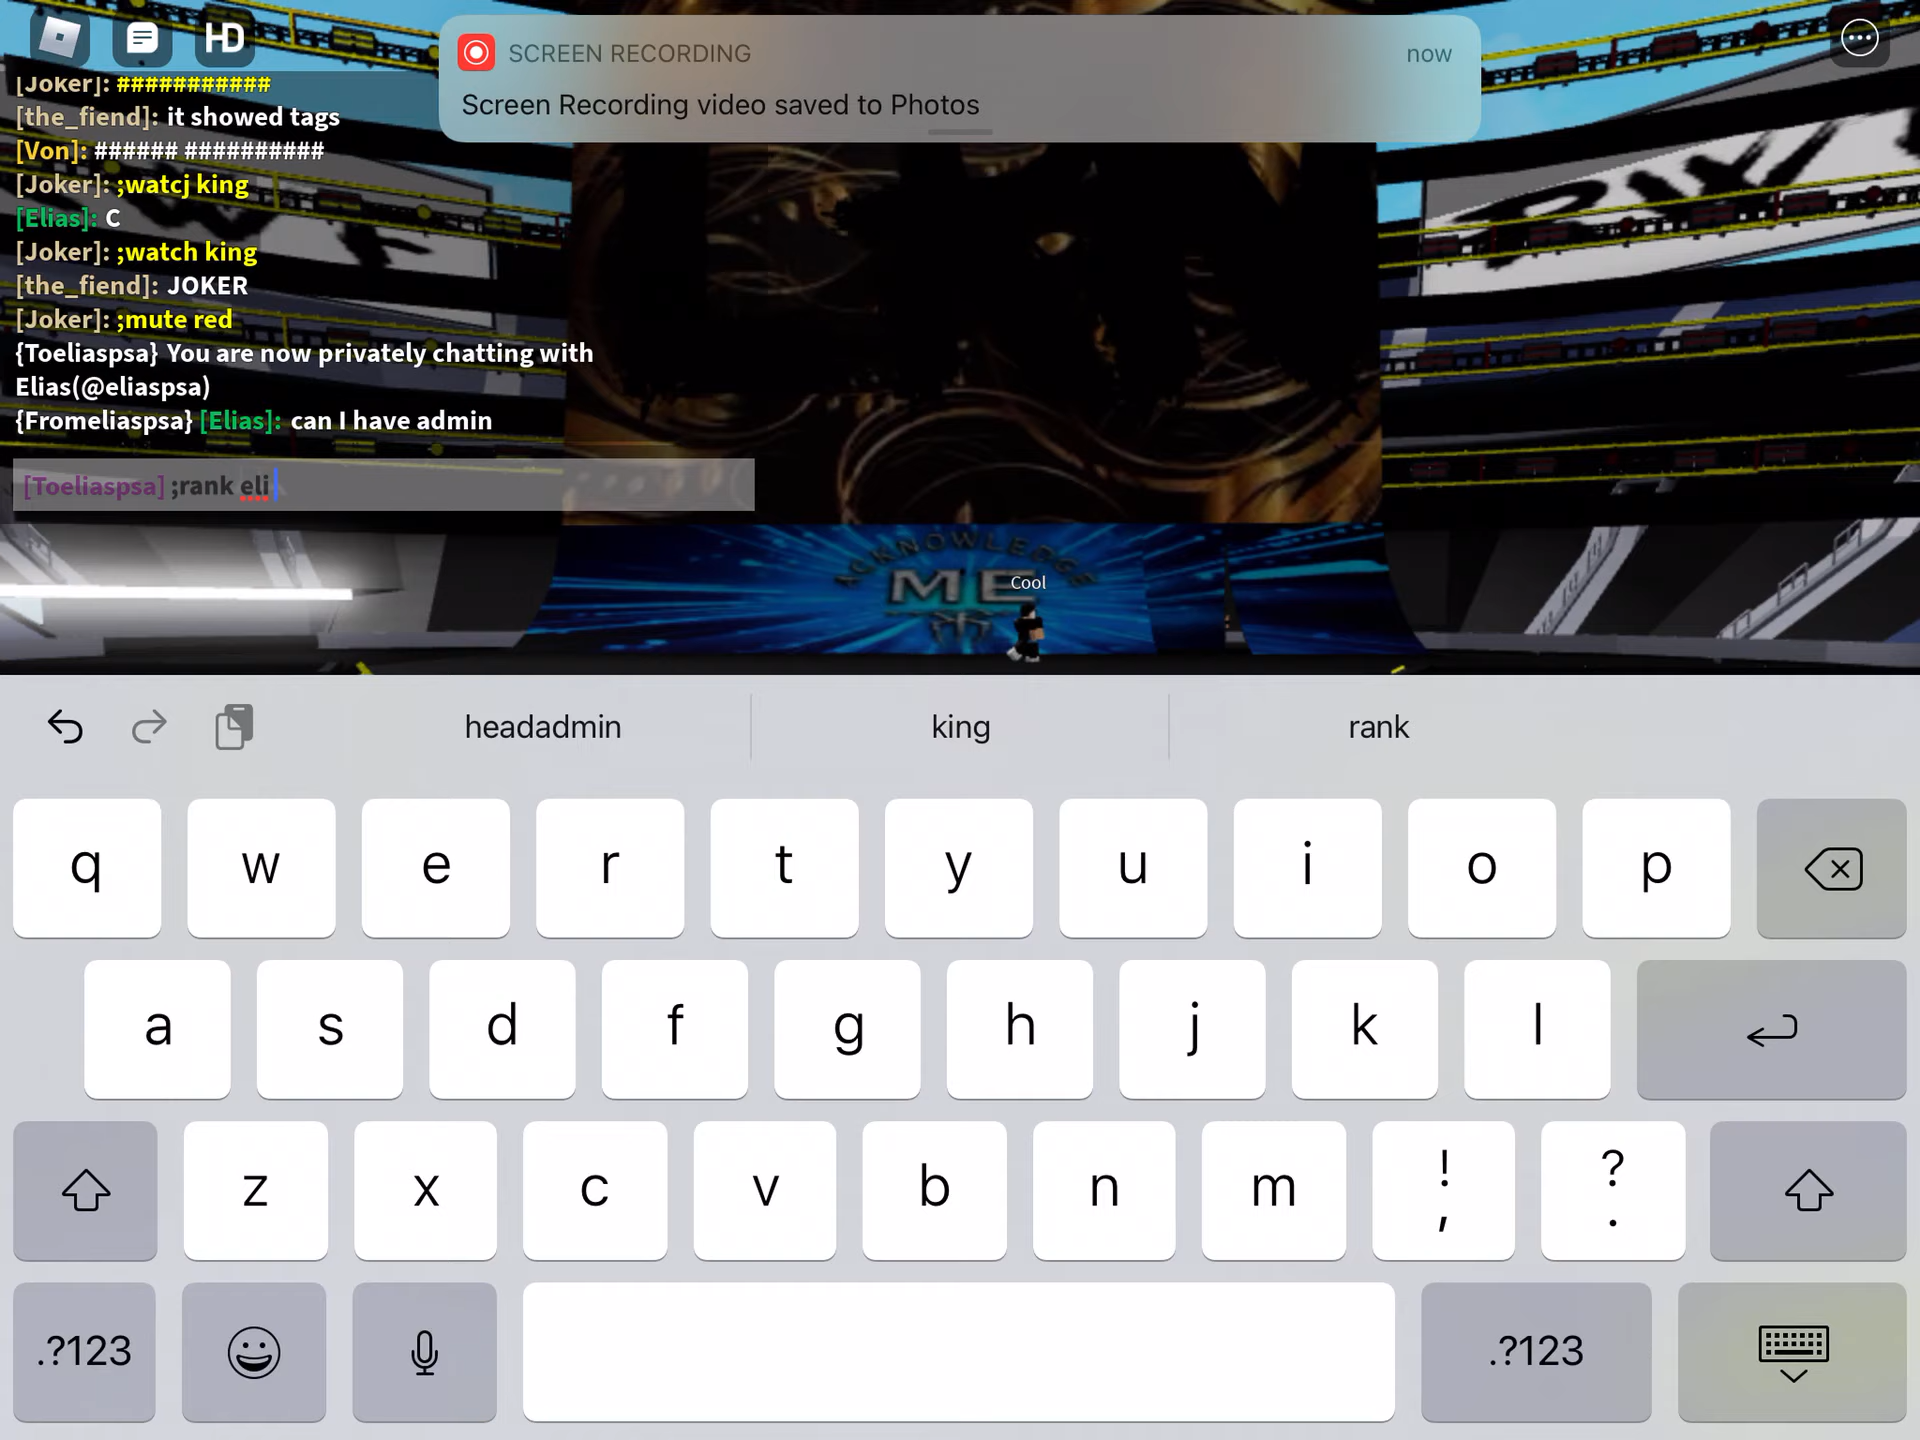 HD
SCREEN RECORDING
now
Screen Recording video saved to Photos
[Joker]: ###########
[the_fiend]: it showed tags
[Von]: ###### ##########
[Joker]: ;watcj king
[Elias]: C
[Joker]: ;watch king
[the_fiend]: JOKER
[Joker]: ;mute red
{Toeliaspsa} You are now privately chatting with
Elias(@eliaspsa)
{Fromeliaspsa} [Elias]: can I have admin
[Toeliaspsa] ;rank eli
ACKNOWLEDGE
ME
Cool
headadmin king rank
q w e r t y u i o p
a s d f g h j k l
z x c v b n m ! , ? .
.?123 .?123